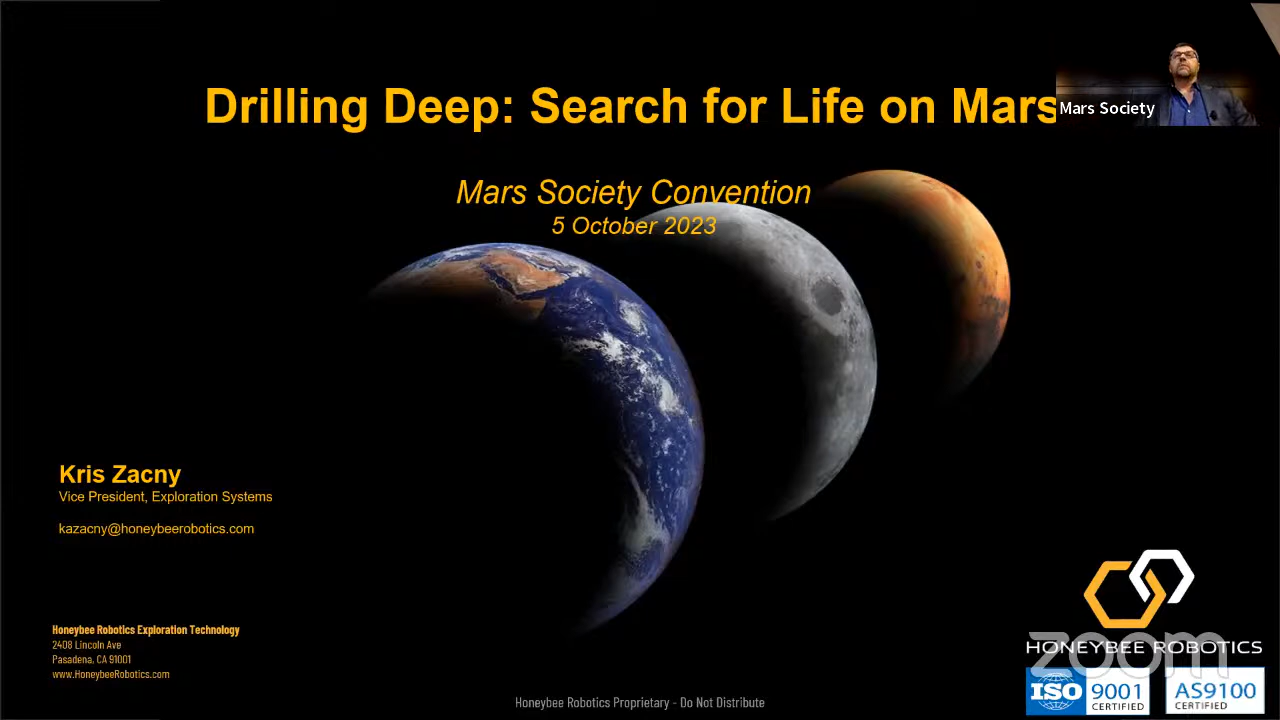 Drilling Deep: Search for Life on Mars
Mars Society
Mars Society Convention
5 October 2023
Kris Zacny
Vice President, Exploration Systems
kazacny@honeybeerobotics.com
Honeybee Robotics Exploration Technology
2408 Lincoln Ave
Pasadena, CA 91001
www.HoneybeeRobotics.com
HONEYBEE ROBOTICS
zoom
ISO 9001 CERTIFIED
AS9100 CERTIFIED
Honeybee Robotics Proprietary - Do Not Distribute